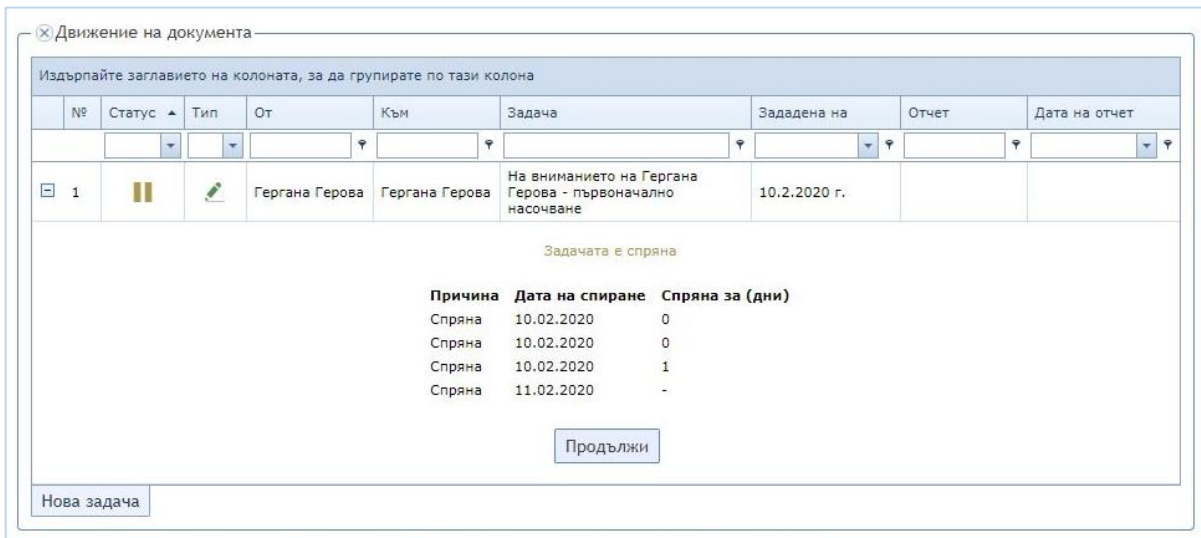 Движение на документа
Издърпайте заглавието на колоната, за да групирате по тази колона
№ Статус Тип От Към Задача Зададена на Отчет Дата на отчет
1 Гергана Герова Гергана Герова На вниманието на Гергана Герова - първоначално насочване 10.2.2020 г.
Задачата е спряна
Причина Дата на спиране Спряна за (дни)
Спряна 10.02.2020 0
Спряна 10.02.2020 0
Спряна 10.02.2020 1
Спряна 11.02.2020 -
Продължи
Нова задача